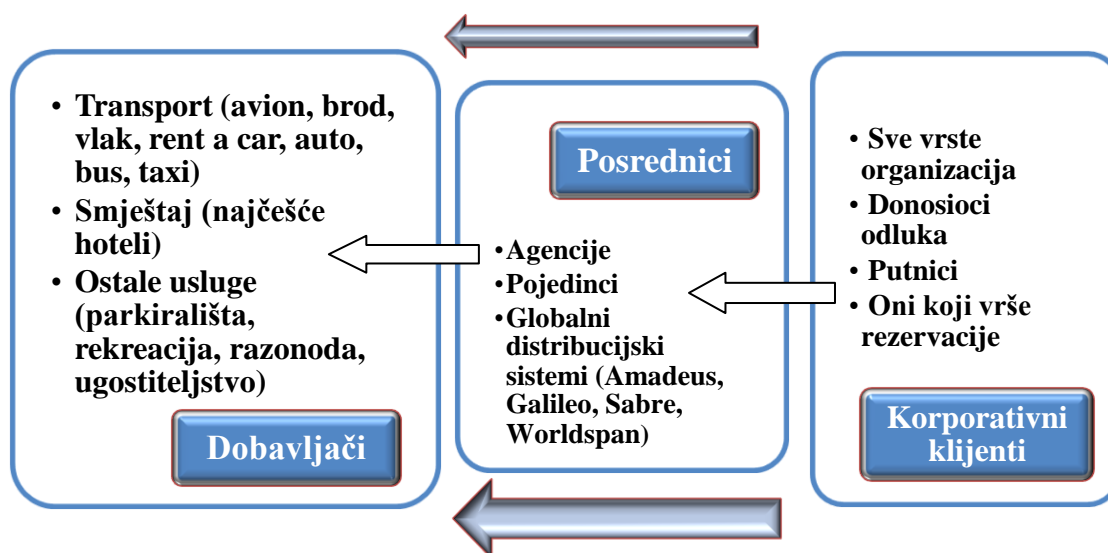 • Transport (avion, brod,
vlak, rent a car, auto,
bus, taxi)
• Smještaj (najčešće
hoteli)
• Ostale usluge
(parkirališta,
rekreacija, razonoda,
ugostiteljstvo)
Dobavljači
Posrednici
•Agencije
•Pojedinci
•Globalni
distribucijski
sistemi (Amadeus,
Galileo, Sabre,
Worldspan)
• Sve vrste
organizacija
• Donosioci
odluka
• Putnici
• Oni koji vrše
rezervacije
Korporativni
klijenti